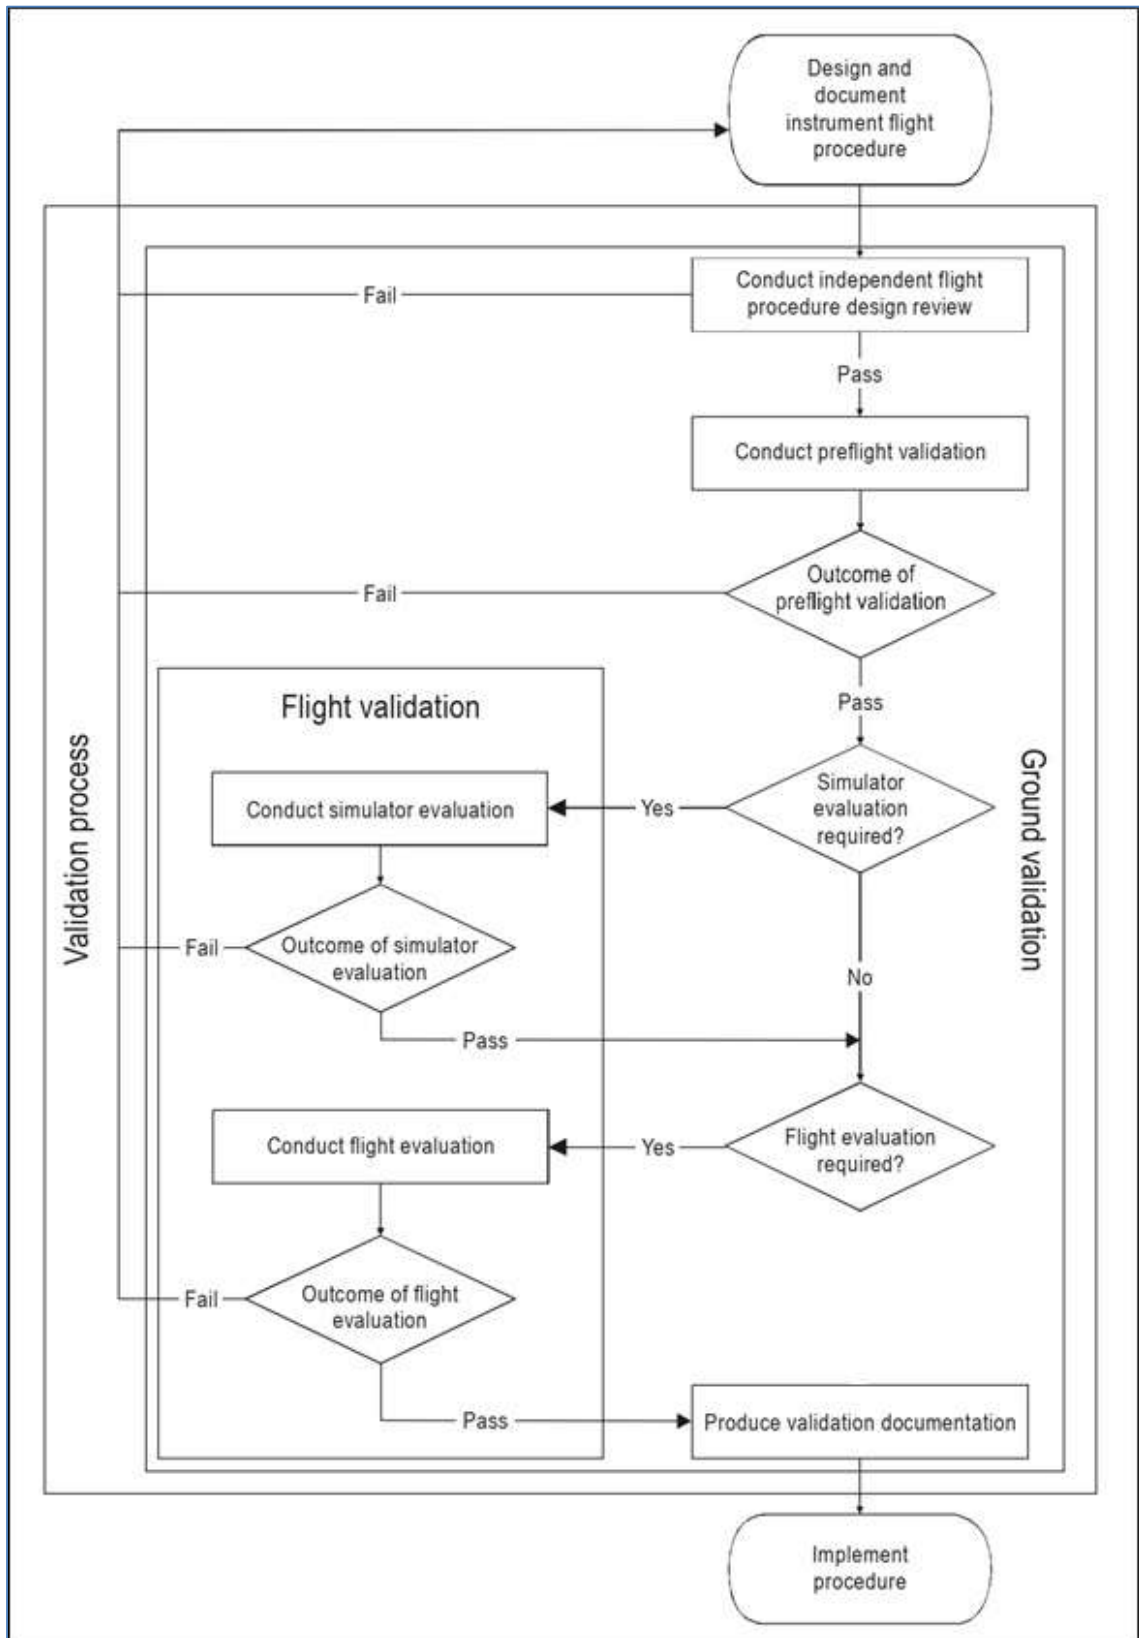 Design and
document
instrument flight
procedure
Conduct independent flight
procedure design review
Fail
Pass
Conduct preflight validation
Outcome of
preflight validation
Fail
Pass
Flight validation
Simulator
evaluation
required?
Yes
Conduct simulator evaluation
Validation process
Ground validation
Outcome of simulator
evaluation
Fail
No
Pass
Flight evaluation
required?
Yes
Conduct flight evaluation
Outcome of flight
evaluation
Fail
Pass
Produce validation documentation
Implement
procedure